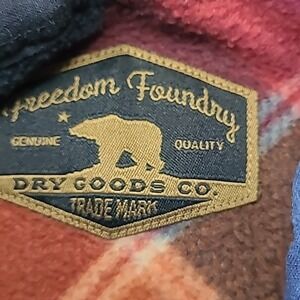 Freedom Foundry
GENUINE QUALITY
DRY GOODS CO.
TRADE MARK